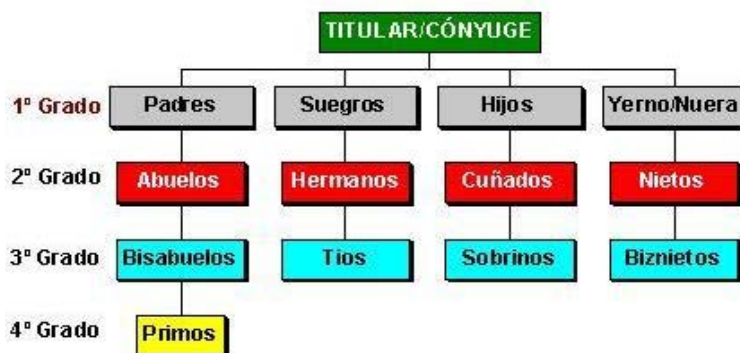 TITULAR/CÓNYUGE
1º Grado Padres Suegros Hijos Yerno/Nuera
2º Grado Abuelos Hermanos Cuñados Nietos
3º Grado Bisabuelos Tios Sobrinos Biznietos
4º Grado Primos